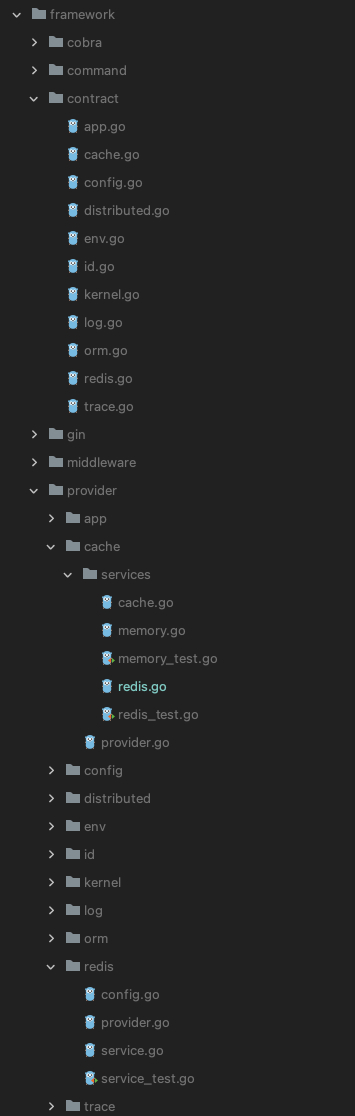 framework
cobra
command
contract
app.go
cache.go
config.go
distributed.go
env.go
id.go
kernel.go
log.go
orm.go
redis.go
trace.go
gin
middleware
provider
app
cache
services
cache.go
memory.go
memory_test.go
redis.go
redis_test.go
provider.go
config
distributed
env
id
kernel
log
orm
redis
config.go
provider.go
service.go
service_test.go
trace